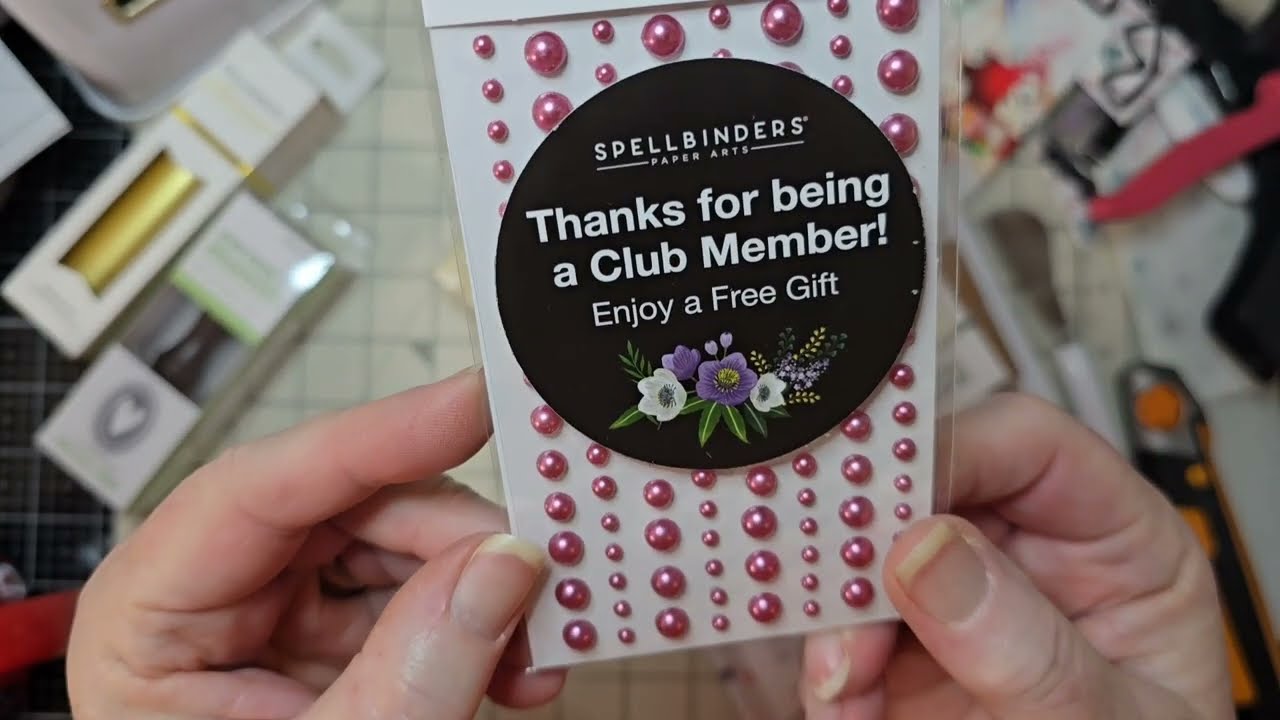 SPELLBINDERS®
PAPER ARTS
Thanks for being
a Club Member!
Enjoy a Free Gift